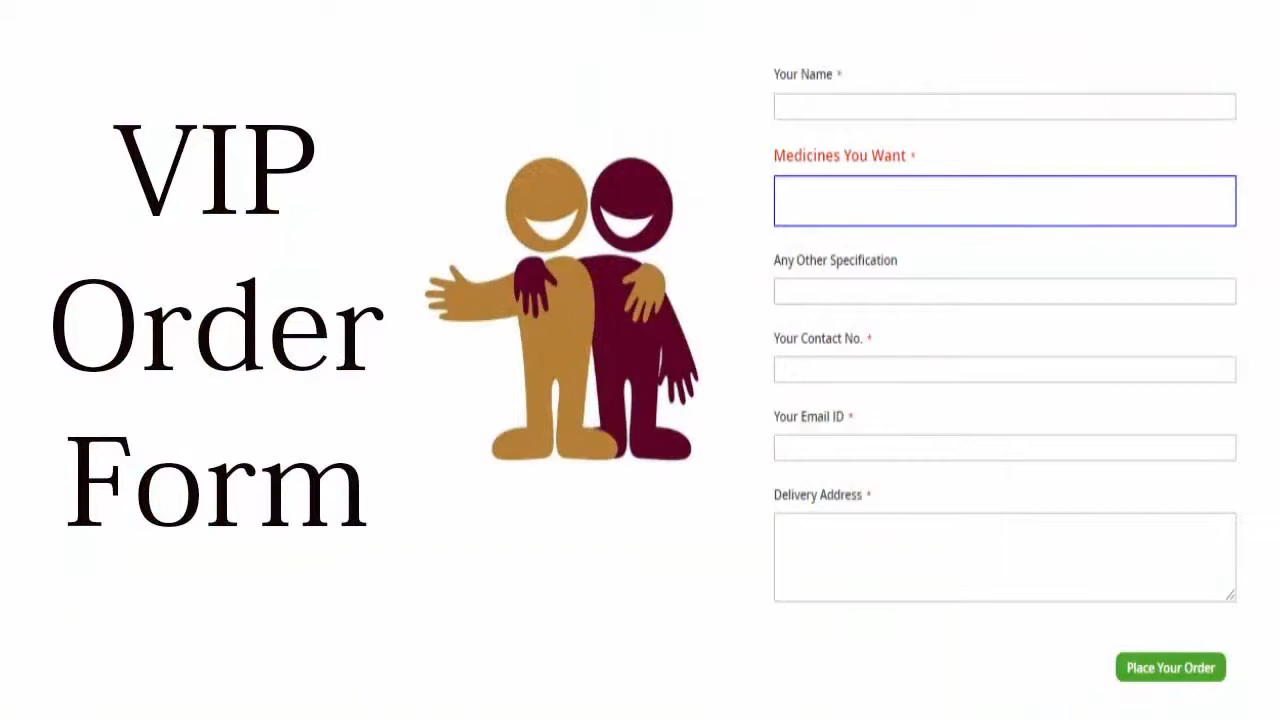 VIP
Order
Form
Your Name *
Medicines You Want *
Any Other Specification
Your Contact No. *
Your Email ID *
Delivery Address *
Place Your Order